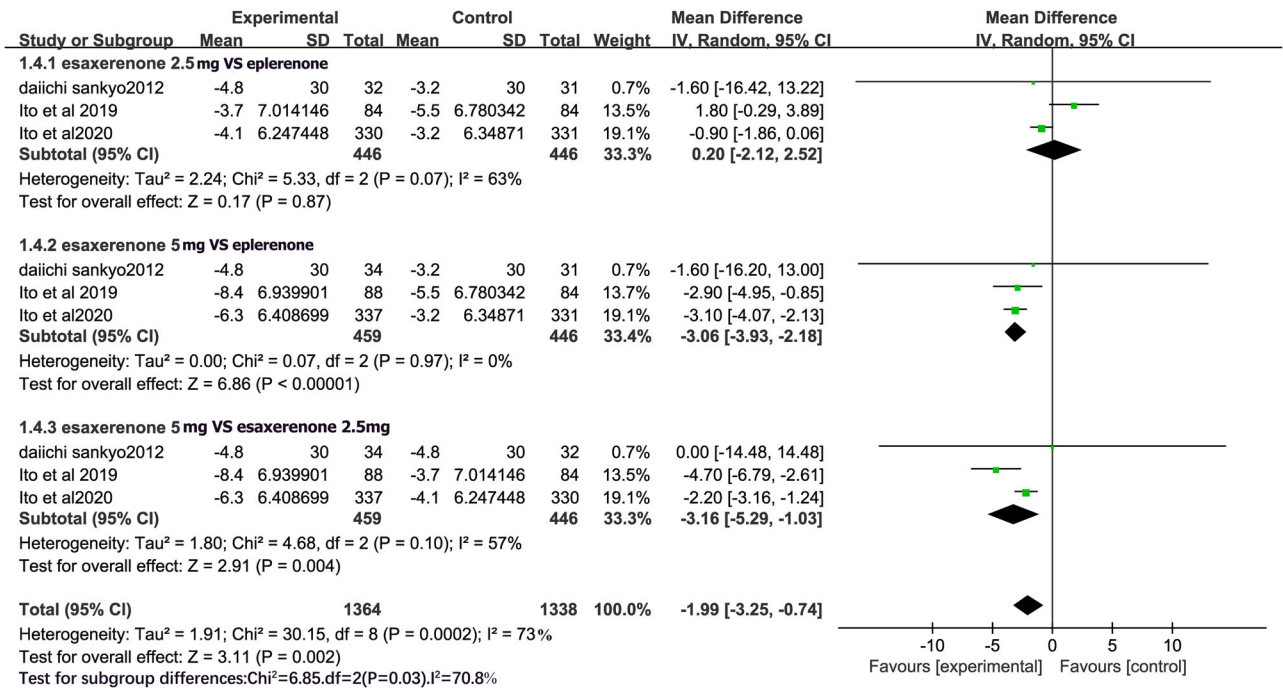 Experimental Control Mean Difference Mean Difference
Study or Subgroup Mean SD Total Mean SD Total Weight IV, Random, 95% CI IV, Random, 95% CI
1.4.1 esaxerenone 2.5mg VS eplerenone
daiichi sankyo2012 -4.8 30 32 -3.2 30 31 0.7% -1.60 [-16.42, 13.22]
Ito et al 2019 -3.7 7.014146 84 -5.5 6.780342 84 13.5% 1.80 [-0.29, 3.89]
Ito et al2020 -4.1 6.247448 330 -3.2 6.34871 331 19.1% -0.90 [-1.86, 0.06]
Subtotal (95% CI) 446 446 33.3% 0.20 [-2.12, 2.52]
Heterogeneity: Tau² = 2.24; Chi² = 5.33, df = 2 (P = 0.07); I² = 63%
Test for overall effect: Z = 0.17 (P = 0.87)
1.4.2 esaxerenone 5mg VS eplerenone
daiichi sankyo2012 -4.8 30 34 -3.2 30 31 0.7% -1.60 [-16.20, 13.00]
Ito et al 2019 -8.4 6.939901 88 -5.5 6.780342 84 13.7% -2.90 [-4.95, -0.85]
Ito et al2020 -6.3 6.408699 337 -3.2 6.34871 331 19.1% -3.10 [-4.07, -2.13]
Subtotal (95% CI) 459 446 33.4% -3.06 [-3.93, -2.18]
Heterogeneity: Tau² = 0.00; Chi² = 0.07, df = 2 (P = 0.97); I² = 0%
Test for overall effect: Z = 6.86 (P < 0.00001)
1.4.3 esaxerenone 5mg VS esaxerenone 2.5mg
daiichi sankyo2012 -4.8 30 34 -4.8 30 32 0.7% 0.00 [-14.48, 14.48]
Ito et al 2019 -8.4 6.939901 88 -3.7 7.014146 84 13.5% -4.70 [-6.79, -2.61]
Ito et al2020 -6.3 6.408699 337 -4.1 6.247448 330 19.1% -2.20 [-3.16, -1.24]
Subtotal (95% CI) 459 446 33.3% -3.16 [-5.29, -1.03]
Heterogeneity: Tau² = 1.80; Chi² = 4.68, df = 2 (P = 0.10); I² = 57%
Test for overall effect: Z = 2.91 (P = 0.004)
Total (95% CI) 1364 1338 100.0% -1.99 [-3.25, -0.74]
Heterogeneity: Tau² = 1.91; Chi² = 30.15, df = 8 (P = 0.0002); I² = 73%
Test for overall effect: Z = 3.11 (P = 0.002)
Test for subgroup differences:Chi²=6.85.df=2(P=0.03).I²=70.8%
-10 -5 0 5 10
Favours [experimental] Favours [control]